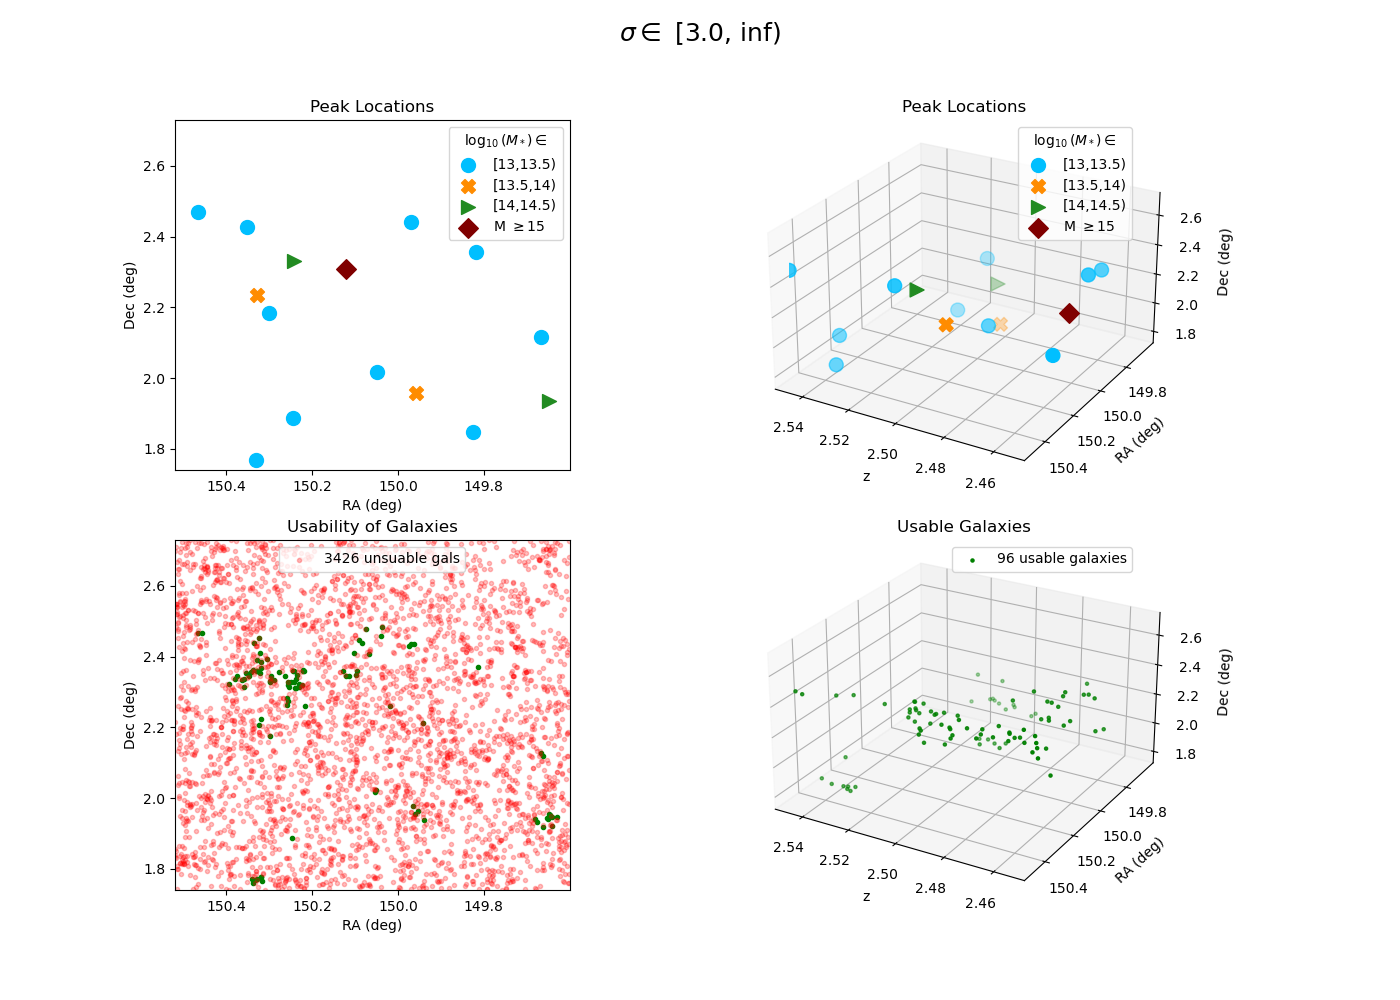 σ ∈ [3.0, inf)
Peak Locations
log₁₀(M*) ∈
[13,13.5)
[13.5,14)
[14,14.5)
M ≥15
2.6
2.4
2.2
2.0
1.8
Dec (deg)
150.4 150.2 150.0 149.8
RA (deg)
Peak Locations
log₁₀(M*) ∈
[13,13.5)
[13.5,14)
[14,14.5)
M ≥15
2.6
2.4
2.2
2.0
1.8
Dec (deg)
149.8
150.0
150.2
150.4
RA (deg)
2.54
2.52
2.50
2.48
2.46
z
Usability of Galaxies
3426 unsuable gals
2.6
2.4
2.2
2.0
1.8
Dec (deg)
150.4 150.2 150.0 149.8
RA (deg)
Usable Galaxies
96 usable galaxies
2.6
2.4
2.2
2.0
1.8
Dec (deg)
149.8
150.0
150.2
150.4
RA (deg)
2.54
2.52
2.50
2.48
2.46
z